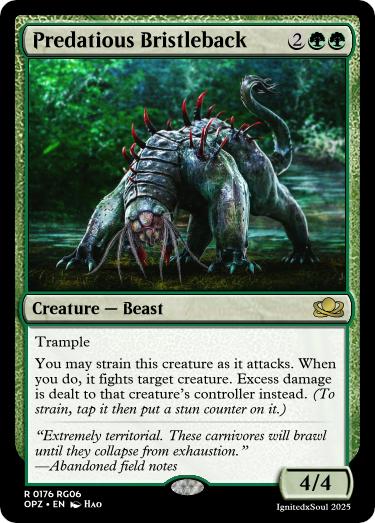 Predatious Bristleback 2
Creature — Beast
Trample
You may strain this creature as it attacks. When
you do, it fights target creature. Excess damage
is dealt to that creature's controller instead. (To
strain, tap it then put a stun counter on it.)
"Extremely territorial. These carnivores will brawl
until they collapse from exhaustion."
—Abandoned field notes
4/4
R 0176 RG06
OPZ • EN Hao
IgnitedxSoul 2025